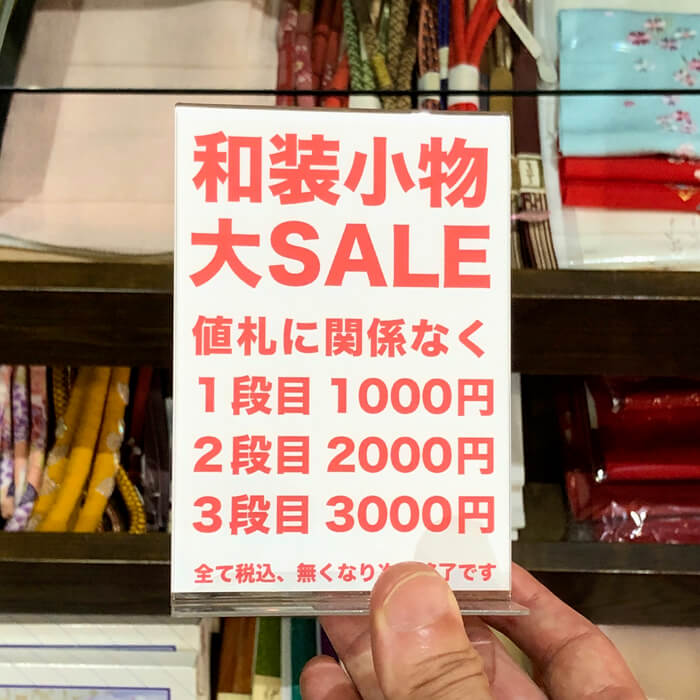 和装小物
大SALE
値札に関係なく
１段目 1000円
２段目 2000円
３段目 3000円
全て税込、無くなり 了です